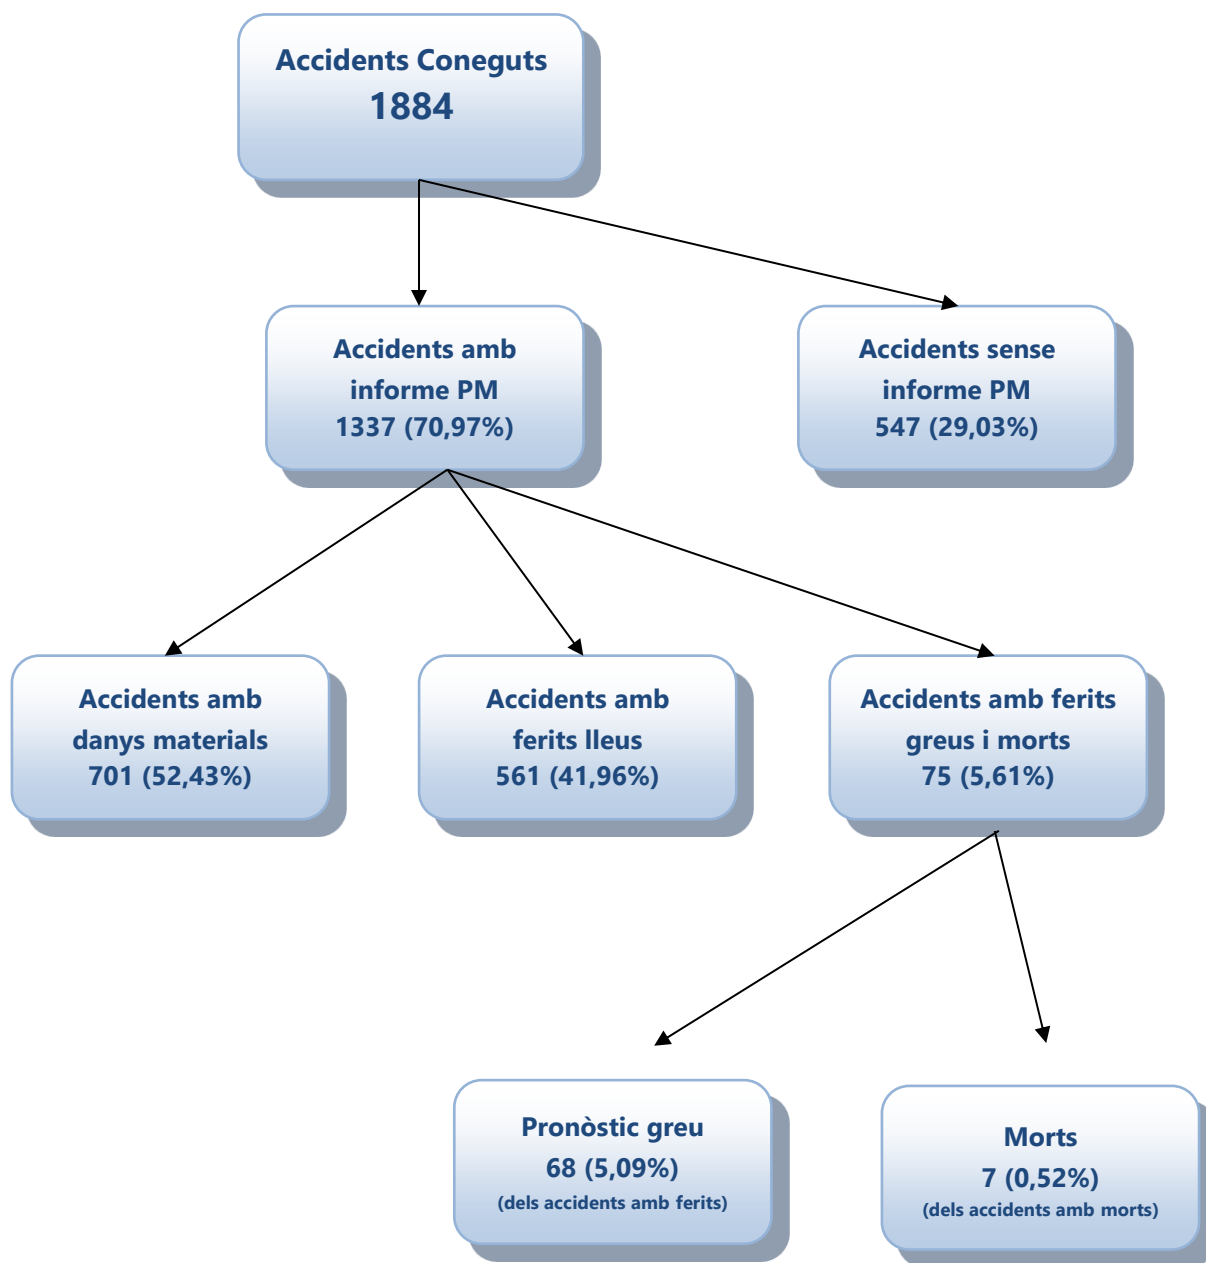 Accidents Coneguts
1884
Accidents amb
informe PM
1337 (70,97%)
Accidents sense
informe PM
547 (29,03%)
Accidents amb
danys materials
701 (52,43%)
Accidents amb
ferits lleus
561 (41,96%)
Accidents amb ferits
greus i morts
75 (5,61%)
Pronòstic greu
68 (5,09%)
(dels accidents amb ferits)
Morts
7 (0,52%)
(dels accidents amb morts)